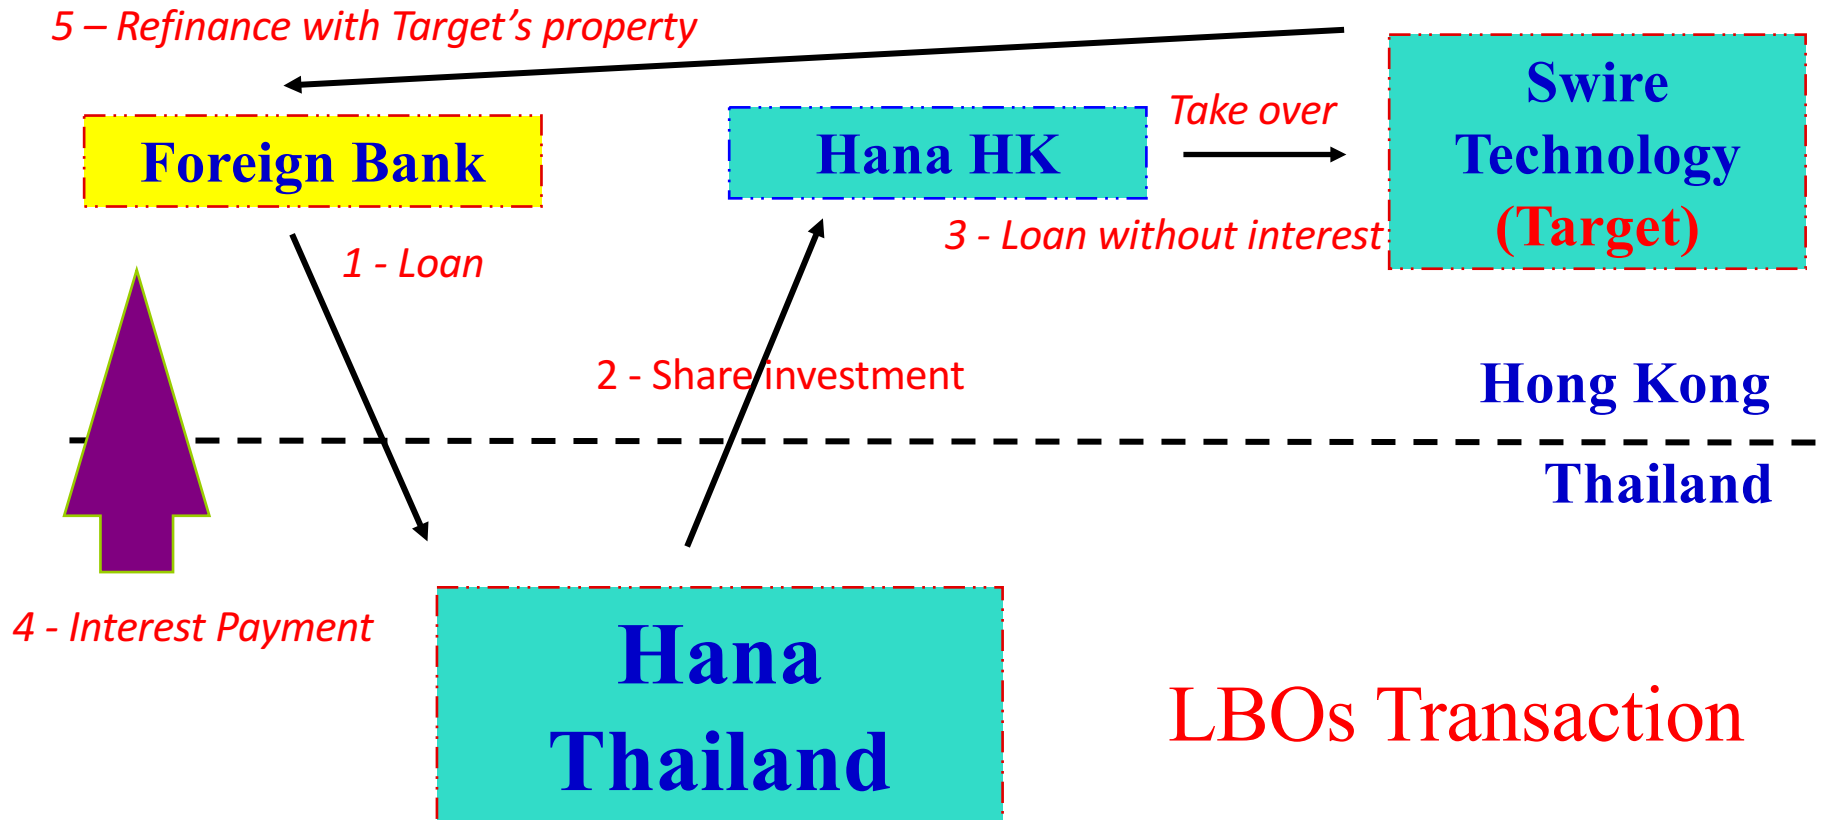 5 – Refinance with Target’s property
Foreign Bank
Hana HK
Take over
Swire
Technology
(Target)
1 - Loan
3 - Loan without interest
2 - Share investment
Hong Kong
Thailand
4 - Interest Payment
Hana
Thailand
LBOs Transaction